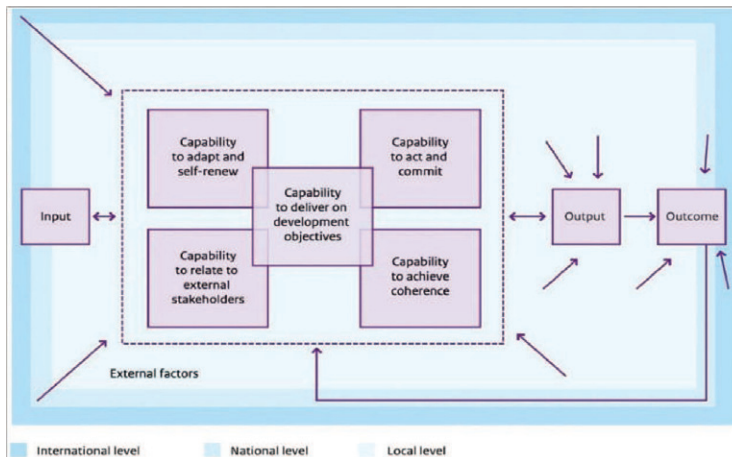 Capability
to adapt and
self-renew
Capability
to act and
commit
Capability
to deliver on
development
objectives
Input
Output
Outcome
Capability
to relate to
external
stakeholders
Capability
to achieve
coherence
External factors
International level
National level
Local level